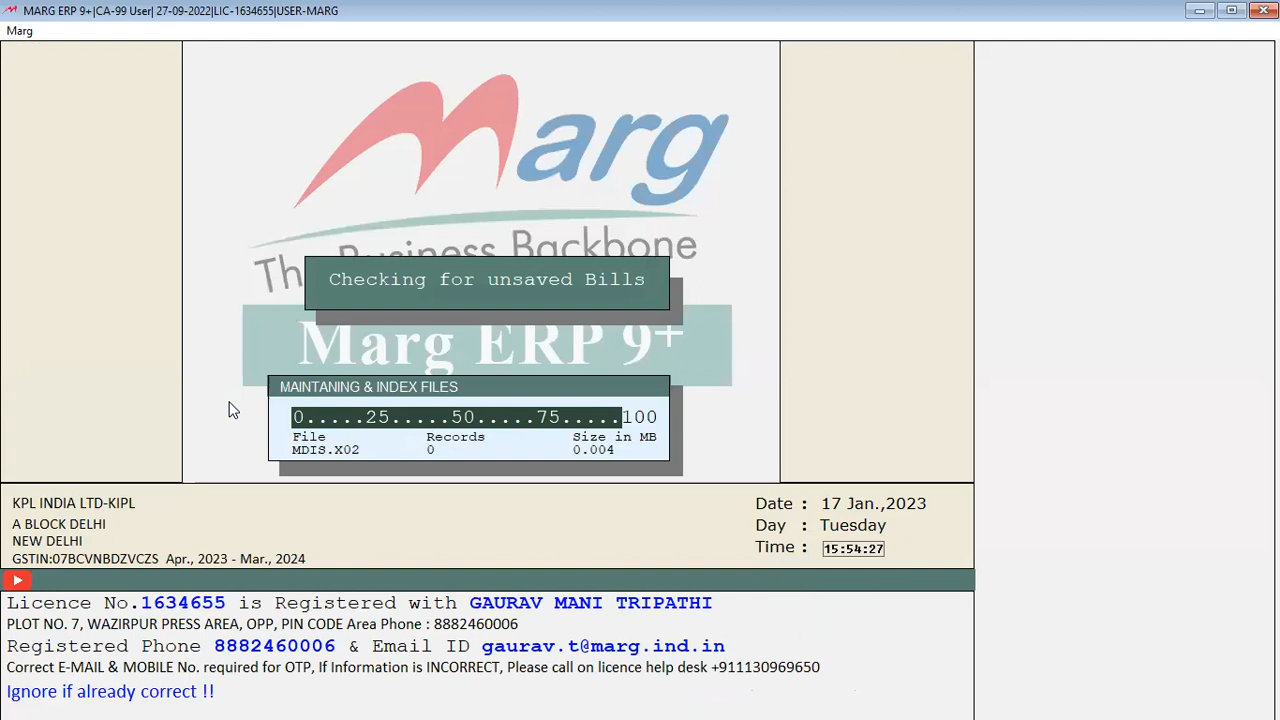 MARG ERP 9+|CA-99 User| 27-09-2022|LIC-1634655|USER-MARG
Marg
marg
The Business Backbone
Checking for unsaved Bills
Marg ERP 9+
MAINTANING & INDEX FILES
0.....25.....50.....75.....100
File Records Size in MB
MDIS.X02 0 0.004
KPL INDIA LTD-KIPL
A BLOCK DELHI
NEW DELHI
GSTIN:07BCVNBDZVCZS Apr., 2023 - Mar., 2024
Date : 17 Jan.,2023
Day : Tuesday
Time : 15:54:27
Licence No.1634655 is Registered with GAURAV MANI TRIPATHI
PLOT NO. 7, WAZIRPUR PRESS AREA, OPP, PIN CODE Area Phone : 8882460006
Registered Phone 8882460006 & Email ID gaurav.t@marg.ind.in
Correct E-MAIL & MOBILE No. required for OTP, If Information is INCORRECT, Please call on licence help desk +911130969650
Ignore if already correct !!